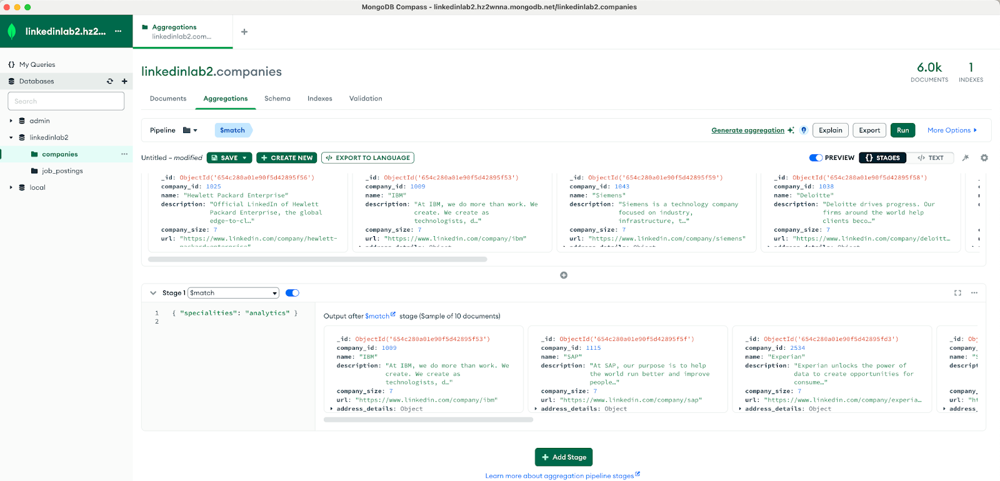 MongoDB Compass - linkedinlab2.hz2wnna.mongodb.net/linkedinlab2.companies
linkedinlab2.hz2...
Aggregations
linkedinlab2.com...
My Queries
Databases
Search
admin
linkedinlab2
companies
job_postings
local
linkedinlab2.companies
6.0k
DOCUMENTS
1
INDEXES
Documents
Aggregations
Schema
Indexes
Validation
Pipeline
$match
Generate aggregation
Explain
Export
Run
More Options
Untitled – modified
SAVE
CREATE NEW
EXPORT TO LANGUAGE
PREVIEW
{} STAGES
</> TEXT
_id: ObjectId('654c280a01e90f5d42895f56')
company_id: 1025
name: "Hewlett Packard Enterprise"
description: "Official LinkedIn of Hewlett
Packard Enterprise, the global
edge-to-cl…"
company_size: 7
url: "https://www.linkedin.com/company/hewlett-
packard-enterprise"
_id: ObjectId('654c280a01e90f5d42895f53')
company_id: 1009
name: "IBM"
description: "At IBM, we do more than work. We
create. We create as
technologists, d…"
company_size: 7
url: "https://www.linkedin.com/company/ibm"
address_details: Object
_id: ObjectId('654c280a01e90f5d42895f59')
company_id: 1043
name: "Siemens"
description: "Siemens is a technology company
focused on industry,
infrastructure, t…"
company_size: 7
url: "https://www.linkedin.com/company/siemens"
address_details: Object
_id: ObjectId('654c280a01e90f5d42895f58')
company_id: 1038
name: "Deloitte"
description: "Deloitte drives progress. Our
firms around the world help
clients beco…"
company_size: 7
url: "https://www.linkedin.com/company/deloitt…
address_details: Object
Stage 1
$match
1 { "specialities": "analytics" }
2
Output after $match stage (Sample of 10 documents)
_id: ObjectId('654c280a01e90f5d42895f53')
company_id: 1009
name: "IBM"
description: "At IBM, we do more than work. We
create. We create as
technologists, d…"
company_size: 7
url: "https://www.linkedin.com/company/ibm"
address_details: Object
_id: ObjectId('654c280a01e90f5d42895f5f')
company_id: 1115
name: "SAP"
description: "At SAP, our purpose is to help
the world run better and improve
people…"
company_size: 7
url: "https://www.linkedin.com/company/sap"
address_details: Object
_id: ObjectId('654c280a01e90f5d42895fd3')
company_id: 2534
name: "Experian"
description: "Experian unlocks the power of
data to create opportunities for
consume…"
company_size: 7
url: "https://www.linkedin.com/company/experia…
address_details: Object
_id: Obj
company_
name: "S
descript
company_
url: "ht
address_
Add Stage
Learn more about aggregation pipeline stages